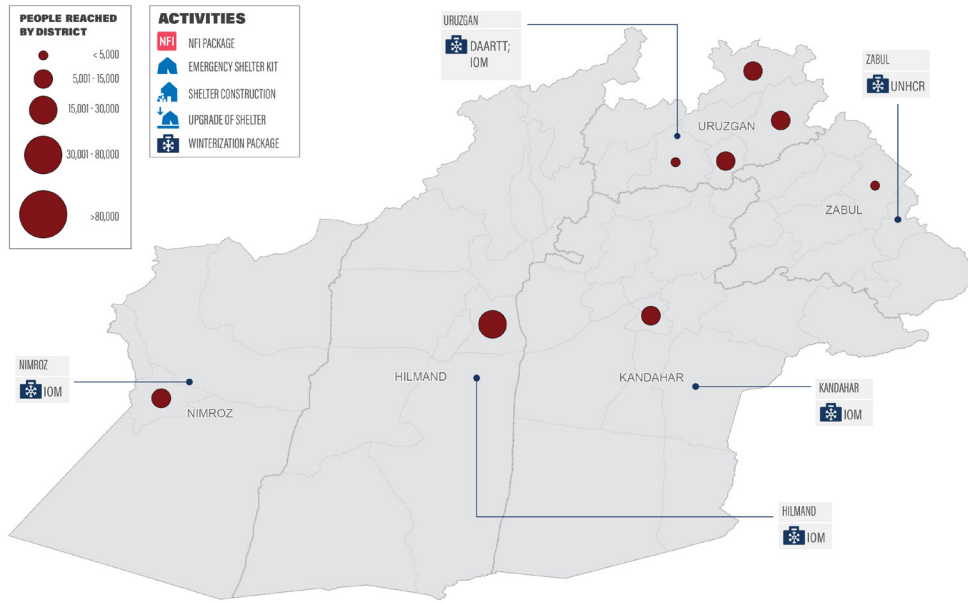 PEOPLE REACHED
BY DISTRICT
< 5,000
5,001 - 15,000
15,001 - 30,000
30,001 - 80,000
>80,000
ACTIVITIES
NFI
NFI PACKAGE
EMERGENCY SHELTER KIT
SHELTER CONSTRUCTION
UPGRADE OF SHELTER
WINTERIZATION PACKAGE
URUZGAN
DAARTT;
IOM
ZABUL
UNHCR
URUZGAN
ZABUL
NIMROZ
IOM
NIMROZ
HILMAND
KANDAHAR
KANDAHAR
IOM
HILMAND
IOM